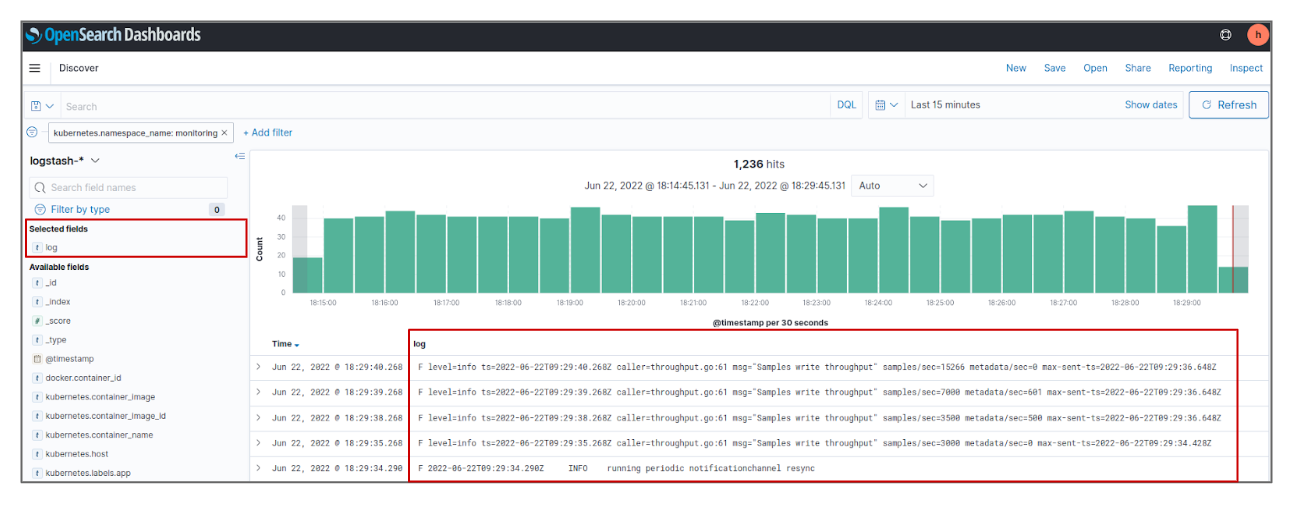 OpenSearch Dashboards
h
Discover
New Save Open Share Reporting Inspect
Search
DQL
Last 15 minutes
Show dates
Refresh
kubernetes.namespace_name: monitoring ×
+ Add filter
logstash-*
Search field names
Filter by type 0
Selected fields
t log
Available fields
t _id
t _index
# _score
t _type
@timestamp
t docker.container_id
t kubernetes.container_image
t kubernetes.container_image_id
t kubernetes.container_name
t kubernetes.host
t kubernetes.labels.app
1,236 hits
Jun 22, 2022 @ 18:14:45.131 - Jun 22, 2022 @ 18:29:45.131 Auto
Count
40
30
20
10
0
18:15:00 18:16:00 18:17:00 18:18:00 18:19:00 18:20:00 18:21:00 18:22:00 18:23:00 18:24:00 18:25:00 18:26:00 18:27:00 18:28:00 18:29:00
@timestamp per 30 seconds
Time log
> Jun 22, 2022 @ 18:29:40.268 F level=info ts=2022-06-22T09:29:40.268Z caller=throughput.go:61 msg="Samples write throughput" samples/sec=15266 metadata/sec=0 max-sent-ts=2022-06-22T09:29:36.648Z
> Jun 22, 2022 @ 18:29:39.268 F level=info ts=2022-06-22T09:29:39.268Z caller=throughput.go:61 msg="Samples write throughput" samples/sec=7000 metadata/sec=601 max-sent-ts=2022-06-22T09:29:36.648Z
> Jun 22, 2022 @ 18:29:38.268 F level=info ts=2022-06-22T09:29:38.268Z caller=throughput.go:61 msg="Samples write throughput" samples/sec=3500 metadata/sec=500 max-sent-ts=2022-06-22T09:29:36.648Z
> Jun 22, 2022 @ 18:29:35.268 F level=info ts=2022-06-22T09:29:35.268Z caller=throughput.go:61 msg="Samples write throughput" samples/sec=3000 metadata/sec=0 max-sent-ts=2022-06-22T09:29:34.428Z
> Jun 22, 2022 @ 18:29:34.290 F 2022-06-22T09:29:34.290Z INFO running periodic notificationchannel resync